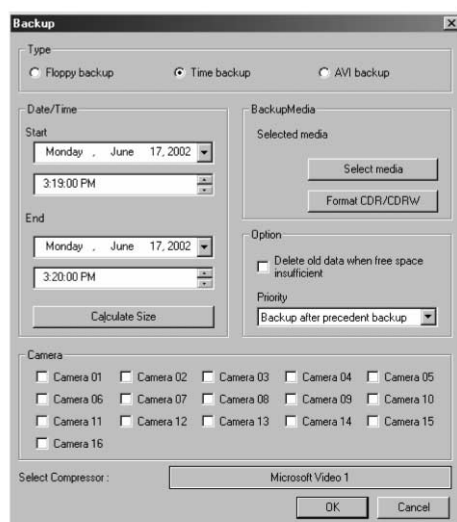 Backup
Type
Floppy backup Time backup AVI backup
Date/Time
Start
Monday , June 17, 2002
3:19:00 PM
End
Monday , June 17, 2002
3:20:00 PM
Calculate Size
BackupMedia
Selected media
Select media
Format CDR/CDRW
Option
Delete old data when free space
insufficient
Priority
Backup after precedent backup
Camera
Camera 01 Camera 02 Camera 03 Camera 04 Camera 05
Camera 06 Camera 07 Camera 08 Camera 09 Camera 10
Camera 11 Camera 12 Camera 13 Camera 14 Camera 15
Camera 16
Select Compressor : Microsoft Video 1
OK Cancel